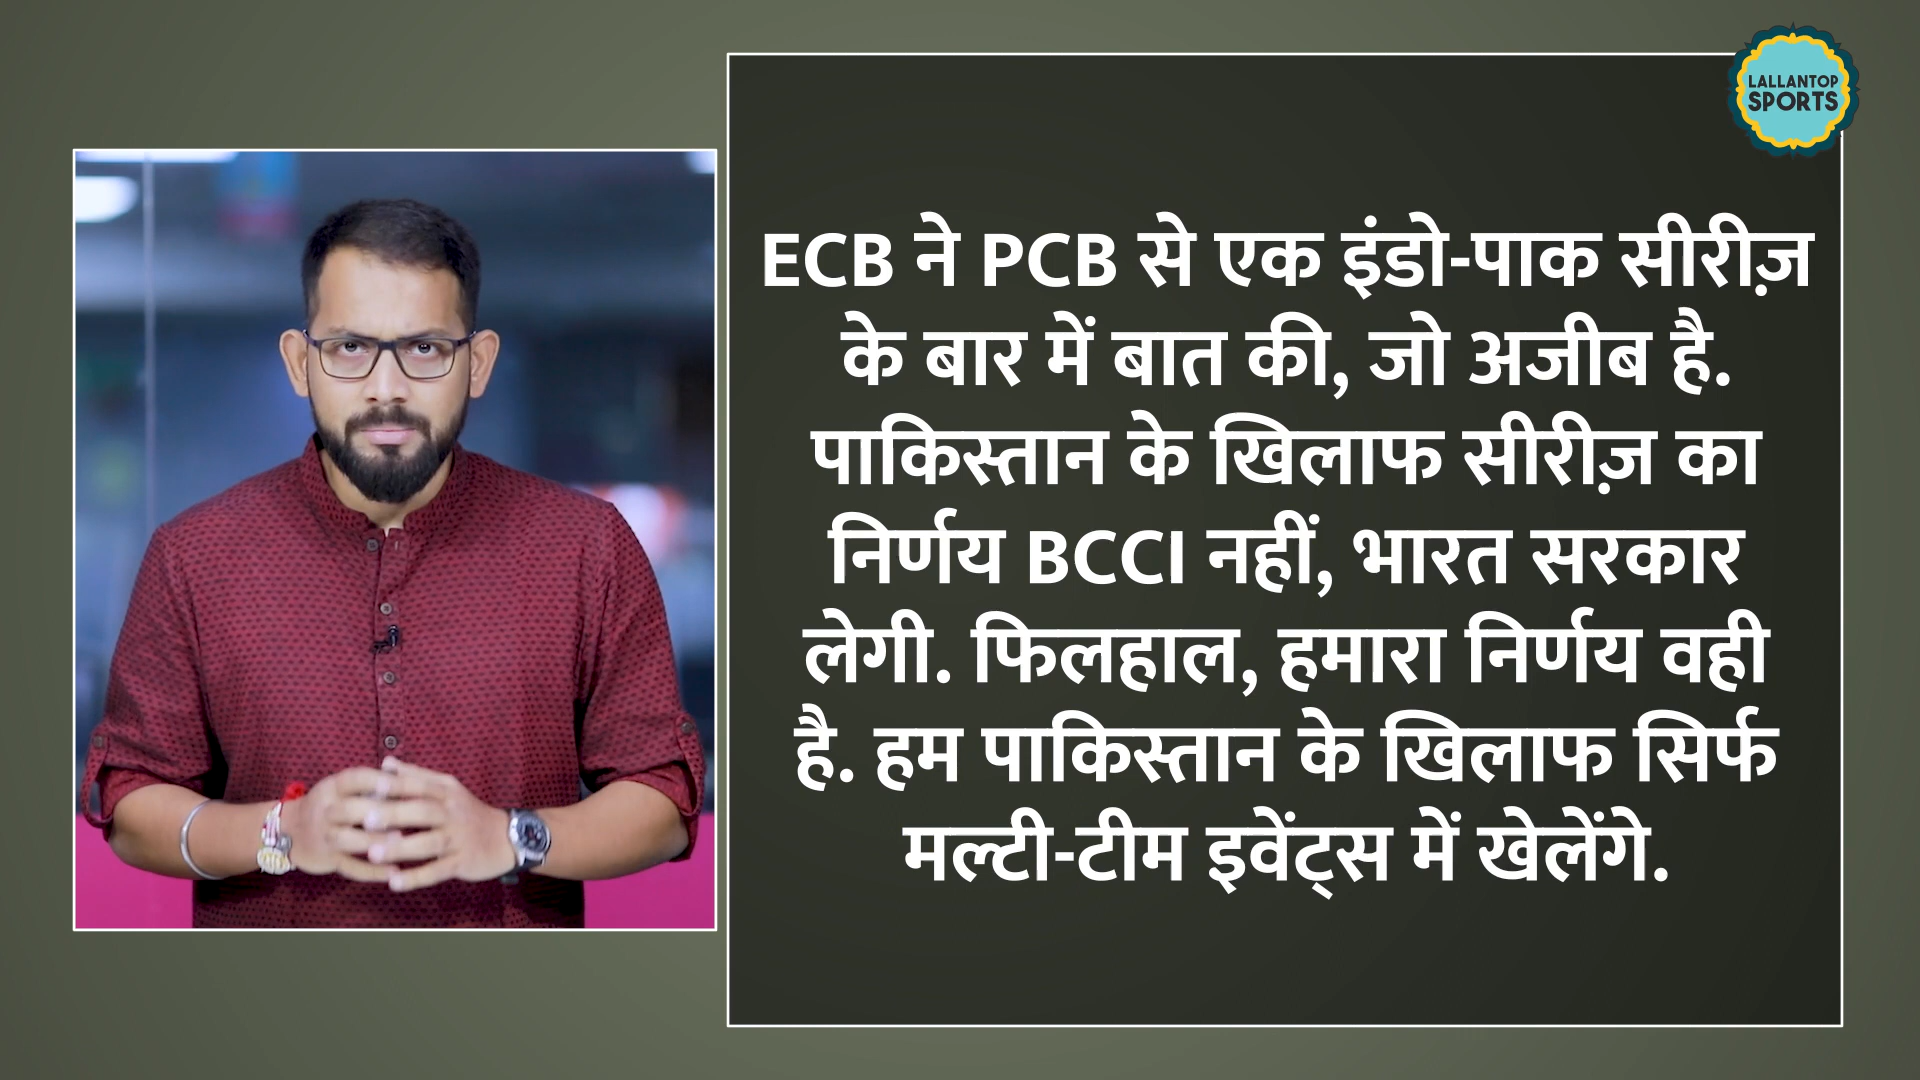 LALLANTOP
SPORTS
ECB ने PCB से एक इंडो-पाक सीरीज़
के बार में बात की, जो अजीब है.
पाकिस्तान के खिलाफ सीरीज़ का
निर्णय BCCI नहीं, भारत सरकार
लेगी. फिलहाल, हमारा निर्णय वही
है. हम पाकिस्तान के खिलाफ सिर्फ
मल्टी-टीम इवेंट्स में खेलेंगे.